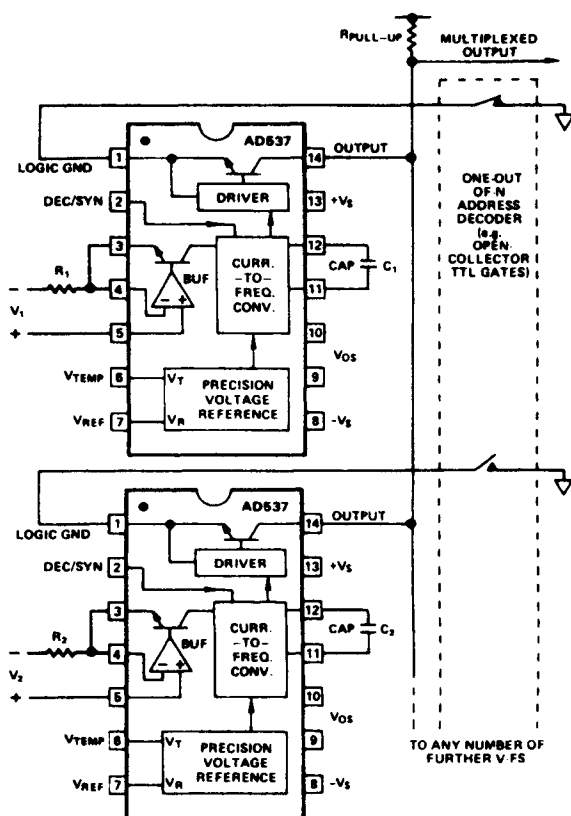 RPULL-UP
MULTIPLEXED
OUTPUT
AD537
1
14
OUTPUT
LOGIC GND
DRIVER
DEC/SYN
2
13
+VS
ONE-OUT
OF-N
ADDRESS
DECODER
(e.g.
OPEN-
COLLECTOR
TTL GATES)
3
12
R1
BUF
CURR.
-TO-
FREQ.
CONV.
CAP
C1
4
11
V1
-
+
5
10
VOS
VTEMP
6
VT
PRECISION
VOLTAGE
REFERENCE
9
VREF
7
VR
8
-VS
AD537
1
14
OUTPUT
LOGIC GND
DRIVER
DEC/SYN
2
13
+VS
3
12
R2
BUF
CURR.
-TO-
FREQ.
CONV.
CAP
C2
4
11
V2
-
+
5
10
VOS
VTEMP
6
VT
PRECISION
VOLTAGE
REFERENCE
9
VREF
7
VR
8
-VS
TO ANY NUMBER OF
FURTHER V-FS